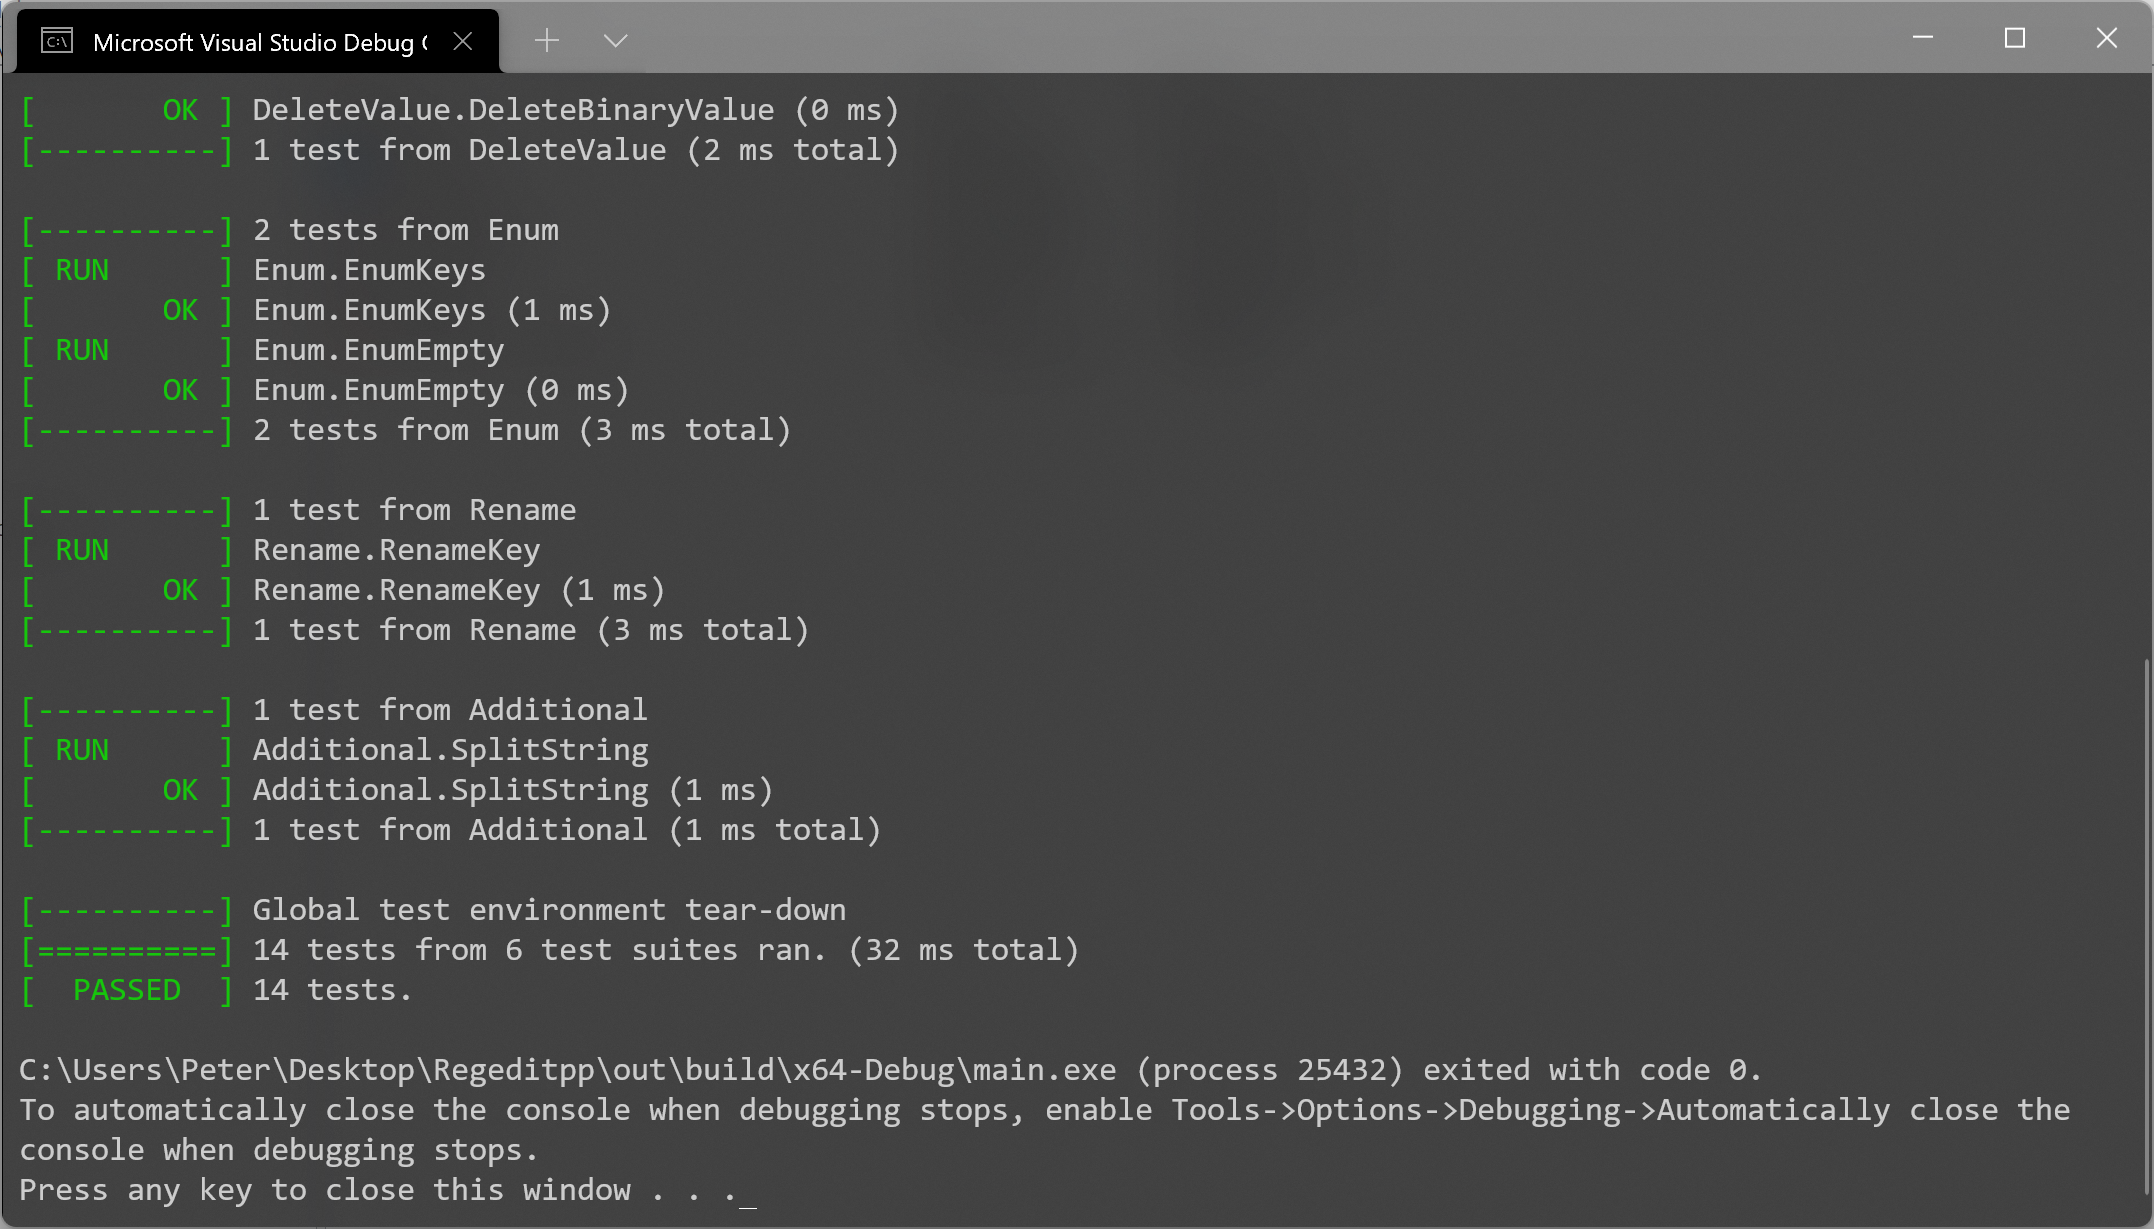 Microsoft Visual Studio Debug
[       OK ] DeleteValue.DeleteBinaryValue (0 ms)
[----------] 1 test from DeleteValue (2 ms total)
[----------] 2 tests from Enum
[ RUN      ] Enum.EnumKeys
[       OK ] Enum.EnumKeys (1 ms)
[ RUN      ] Enum.EnumEmpty
[       OK ] Enum.EnumEmpty (0 ms)
[----------] 2 tests from Enum (3 ms total)
[----------] 1 test from Rename
[ RUN      ] Rename.RenameKey
[       OK ] Rename.RenameKey (1 ms)
[----------] 1 test from Rename (3 ms total)
[----------] 1 test from Additional
[ RUN      ] Additional.SplitString
[       OK ] Additional.SplitString (1 ms)
[----------] 1 test from Additional (1 ms total)
[----------] Global test environment tear-down
[==========] 14 tests from 6 test suites ran. (32 ms total)
[  PASSED  ] 14 tests.
C:\Users\Peter\Desktop\Regeditpp\out\build\x64-Debug\main.exe (process 25432) exited with code 0.
To automatically close the console when debugging stops, enable Tools->Options->Debugging->Automatically close the
console when debugging stops.
Press any key to close this window . . ._